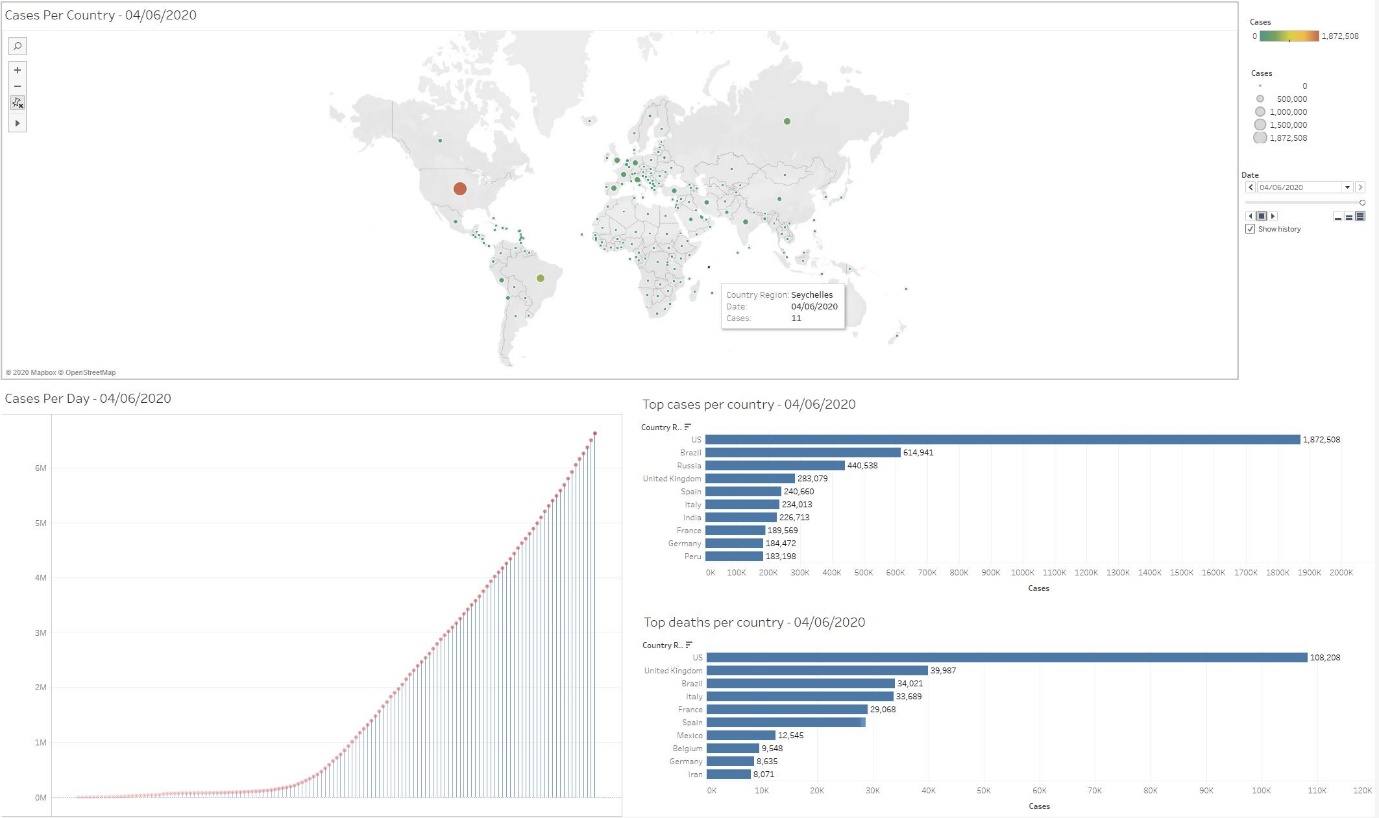 Cases Per Country - 04/06/2020
Country Region: Seychelles
Date: 04/06/2020
Cases: 11
© 2020 Mapbox © OpenStreetMap
Cases
0 1,872,508
Cases
0
500,000
1,000,000
1,500,000
1,872,508
Date
04/06/2020
Show history
Cases Per Day - 04/06/2020
6M
5M
4M
3M
2M
1M
0M
Top cases per country - 04/06/2020
Country R..
US 1,872,508
Brazil 614,941
Russia 440,538
United Kingdom 283,079
Spain 240,660
Italy 234,013
India 226,713
France 189,569
Germany 184,472
Peru 183,198
0K 100K 200K 300K 400K 500K 600K 700K 800K 900K 1000K 1100K 1200K 1300K 1400K 1500K 1600K 1700K 1800K 1900K 2000K
Cases
Top deaths per country - 04/06/2020
Country R..
US 108,208
United Kingdom 39,987
Brazil 34,021
Italy 33,689
France 29,068
Spain
Mexico 12,545
Belgium 9,548
Germany 8,635
Iran 8,071
0K 10K 20K 30K 40K 50K 60K 70K 80K 90K 100K 110K 120K
Cases